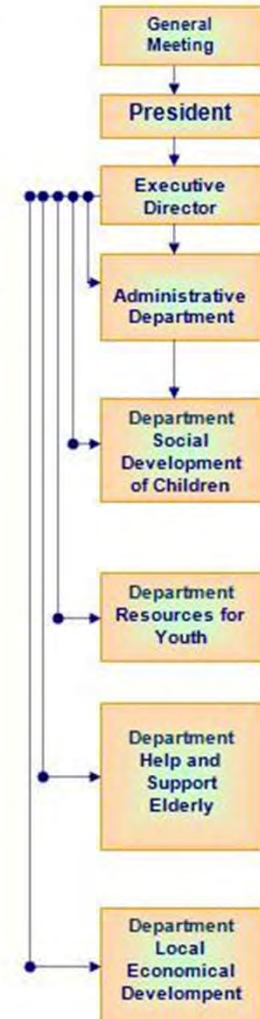 General
Meeting
President
Executive
Director
Administrative
Department
Department
Social
Development
of Children
Department
Resources for
Youth
Department
Help and
Support
Elderly
Department
Local
Economical
Develompent